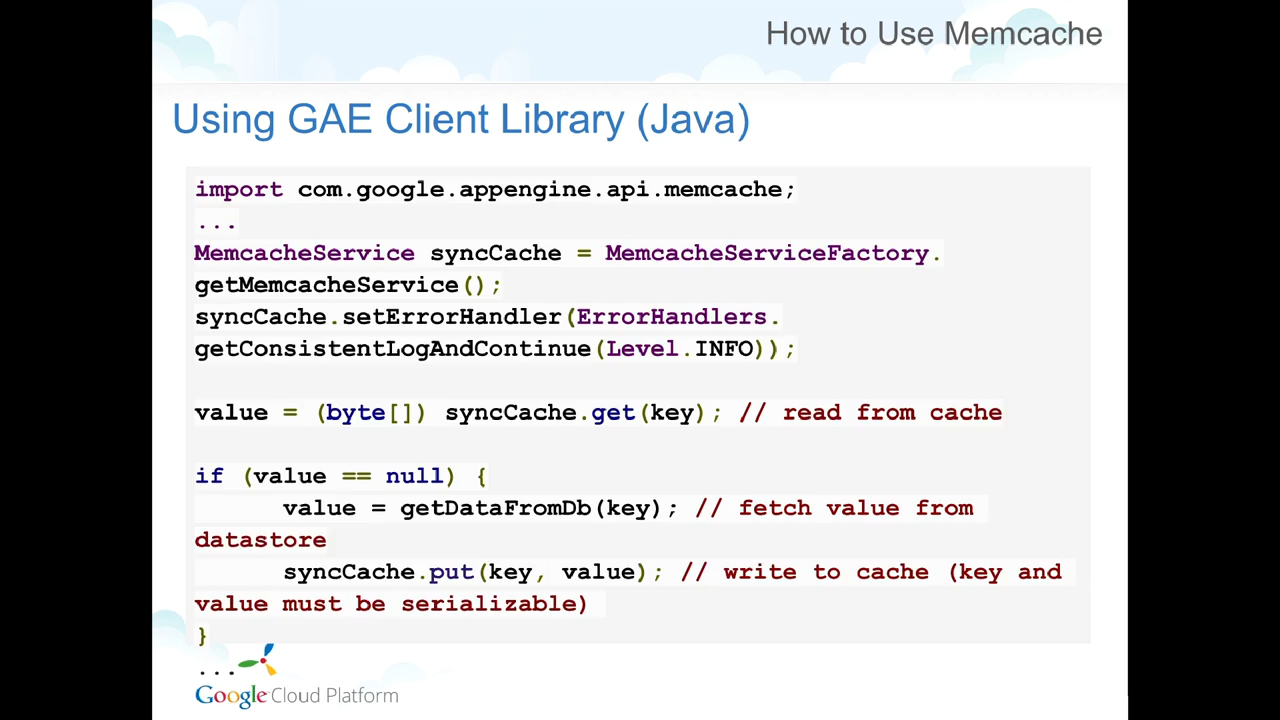 How to Use Memcache
Using GAE Client Library (Java)
import com.google.appengine.api.memcache;
...
MemcacheService syncCache = MemcacheServiceFactory.
getMemcacheService();
syncCache.setErrorHandler(ErrorHandlers.
getConsistentLogAndContinue(Level.INFO));
value = (byte[]) syncCache.get(key); // read from cache
if (value == null) {
value = getDataFromDb(key); // fetch value from
datastore
syncCache.put(key, value); // write to cache (key and
value must be serializable)
}
...
Google Cloud Platform